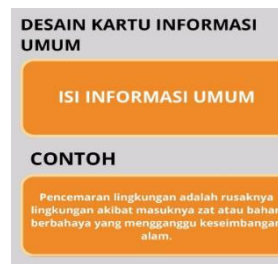 DESAIN KARTU INFORMASI
UMUM
ISI INFORMASI UMUM
CONTOH
Pencemaran lingkungan adalah rusaknya
lingkungan akibat masuknya zat atau bahan
berbahaya yang mengganggu keseimbangan
alam.